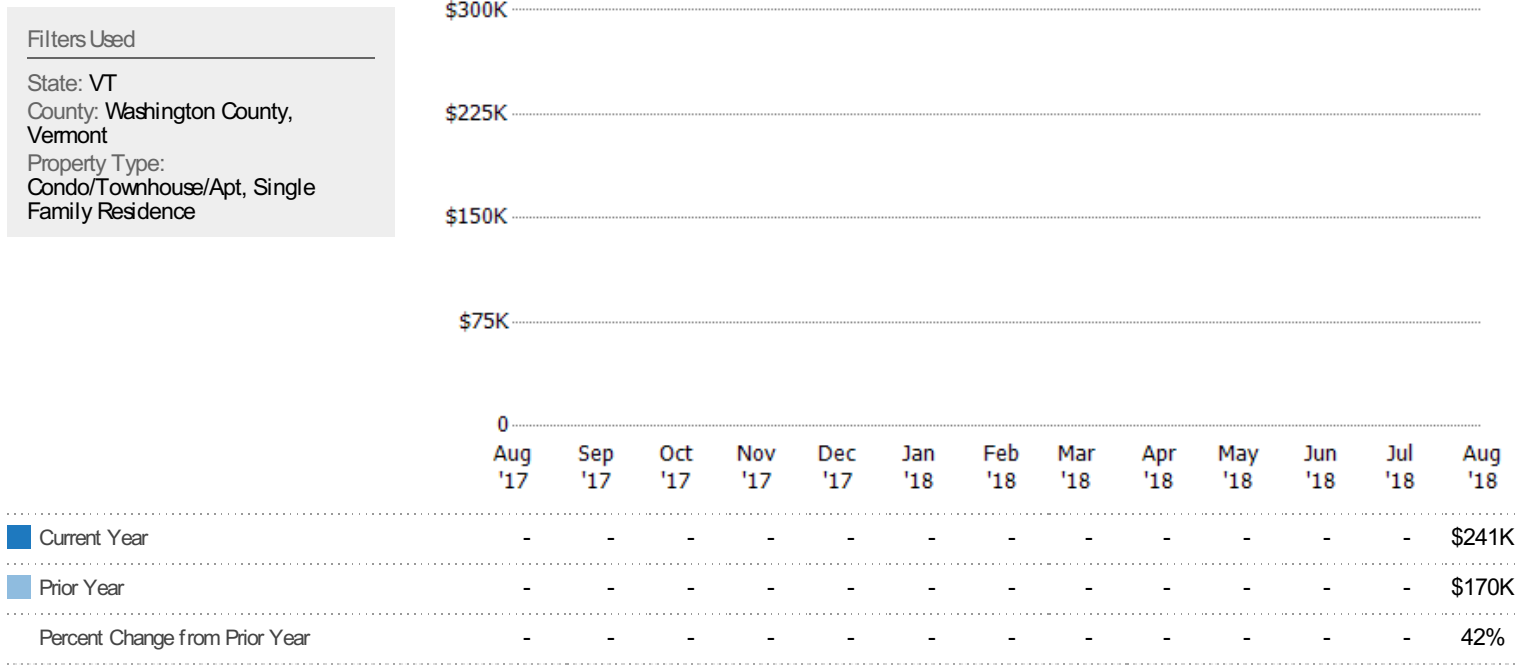 Filters Used
State: VT
County: Washington County,
Vermont
Property Type:
Condo/Townhouse/Apt, Single
Family Residence
$300K
$225K
$150K
$75K
0
Aug Sep Oct Nov Dec Jan Feb Mar Apr May Jun Jul Aug
'17 '17 '17 '17 '17 '18 '18 '18 '18 '18 '18 '18 '18
Current Year - - - - - - - - - - - - $241K
Prior Year - - - - - - - - - - - - $170K
Percent Change from Prior Year - - - - - - - - - - - - 42%